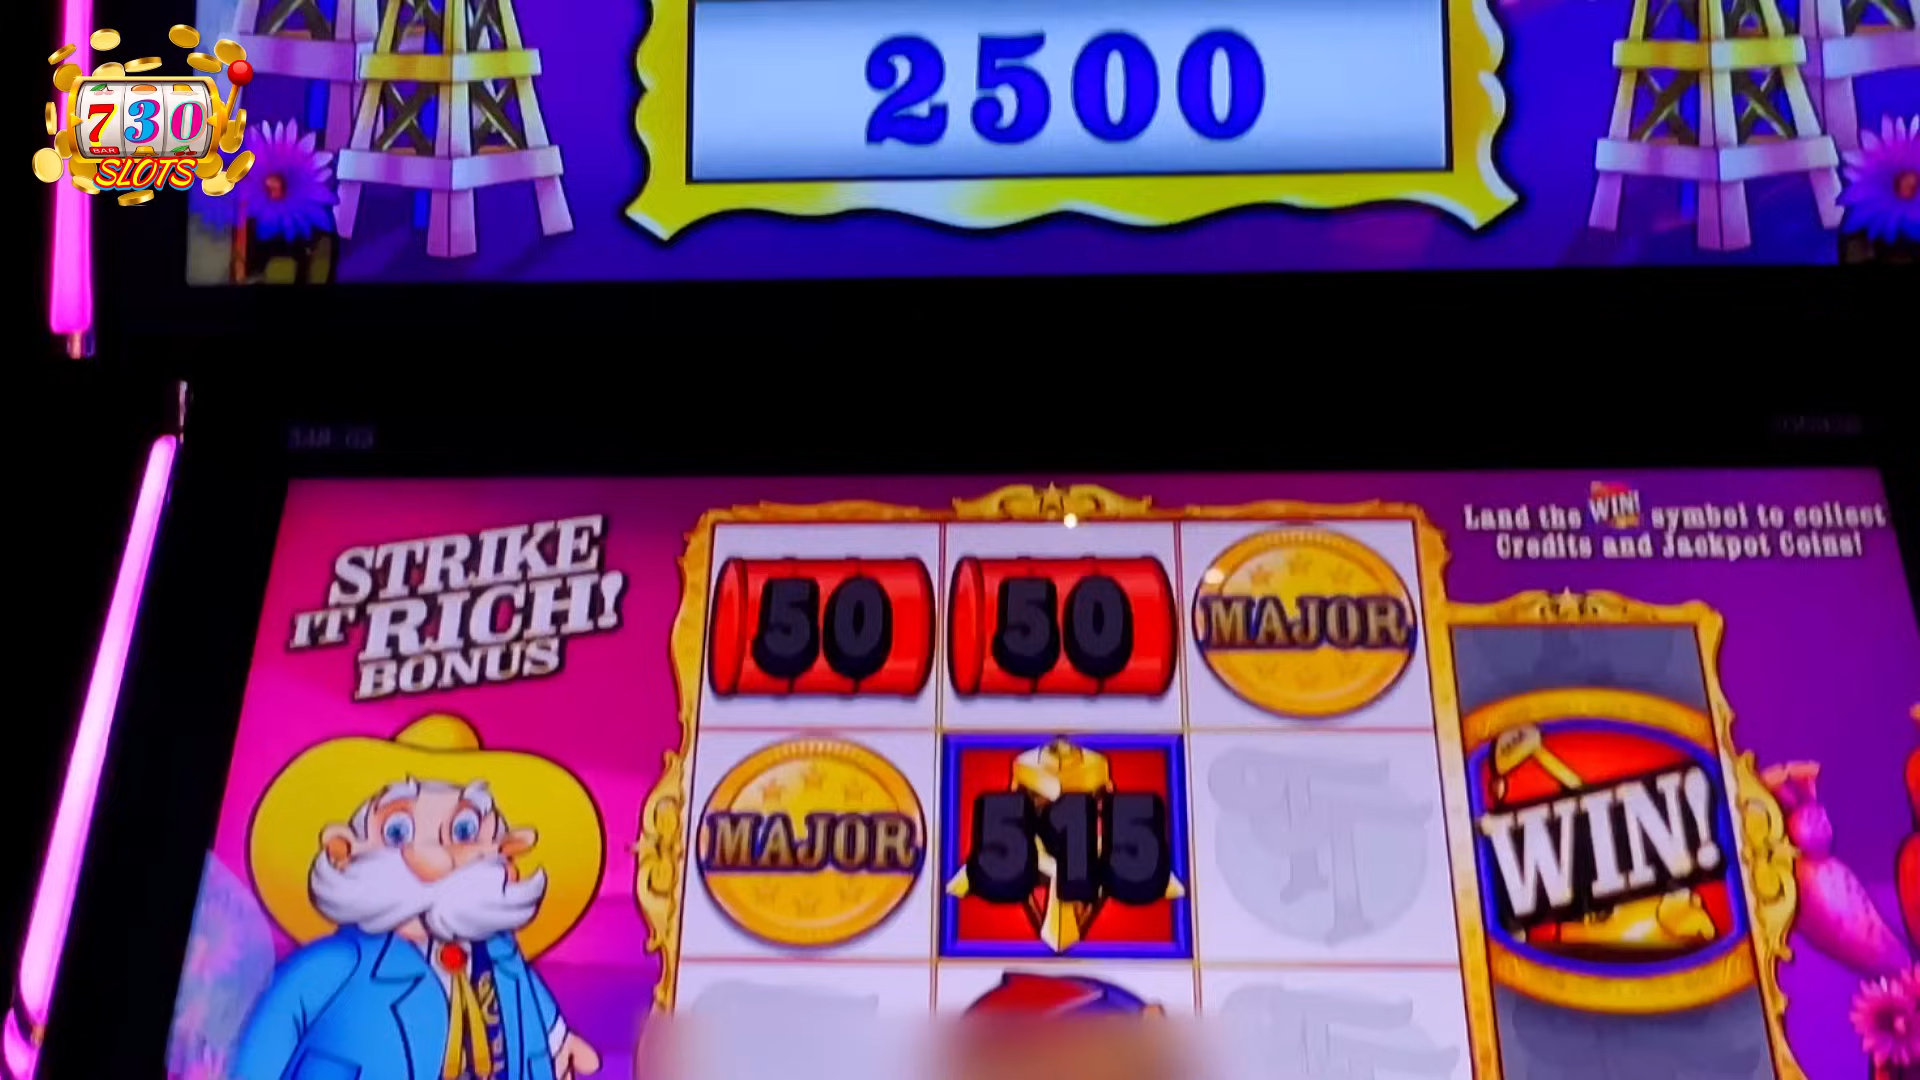 730
BAR
SLOTS
2500
STRIKE
IT RICH!
BONUS
Land the WIN! symbol to collect
Credits and Jackpot Coins!
50
50
MAJOR
MAJOR
515
WIN!